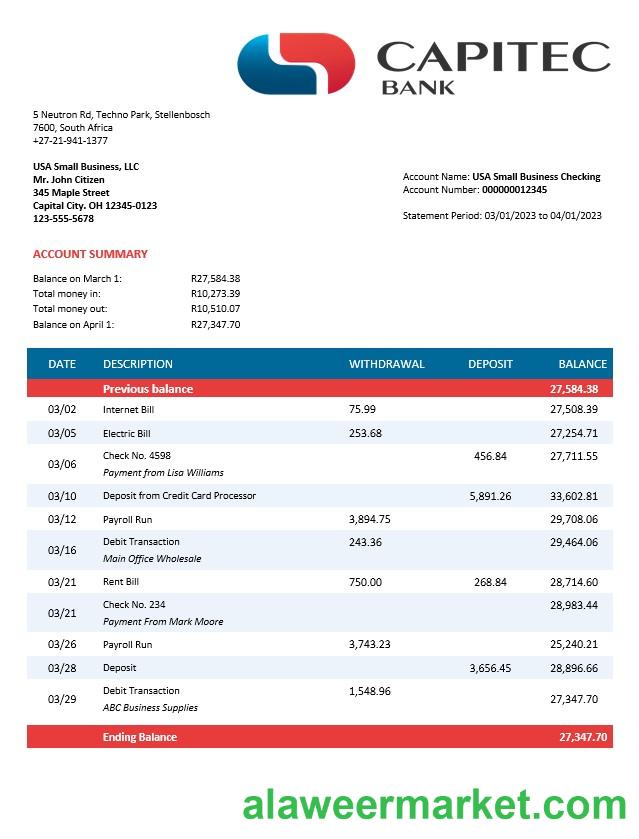 CAPITEC
BANK
5 Neutron Rd, Techno Park, Stellenbosch
7600, South Africa
+27-21-941-1377
USA Small Business, LLC
Mr. John Citizen
345 Maple Street
Capital City. OH 12345-0123
123-555-5678
Account Name: USA Small Business Checking
Account Number: 000000012345
Statement Period: 03/01/2023 to 04/01/2023
ACCOUNT SUMMARY
Balance on March 1: R27,584.38
Total money in: R10,273.39
Total money out: R10,510.07
Balance on April 1: R27,347.70
DATE DESCRIPTION WITHDRAWAL DEPOSIT BALANCE
Previous balance 27,584.38
03/02 Internet Bill 75.99 27,508.39
03/05 Electric Bill 253.68 27,254.71
03/06 Check No. 4598 456.84 27,711.55
Payment from Lisa Williams
03/10 Deposit from Credit Card Processor 5,891.26 33,602.81
03/12 Payroll Run 3,894.75 29,708.06
03/16 Debit Transaction 243.36 29,464.06
Main Office Wholesale
03/21 Rent Bill 750.00 268.84 28,714.60
03/21 Check No. 234 28,983.44
Payment From Mark Moore
03/26 Payroll Run 3,743.23 25,240.21
03/28 Deposit 3,656.45 28,896.66
03/29 Debit Transaction 1,548.96 27,347.70
ABC Business Supplies
Ending Balance 27,347.70
alaweermarket.com